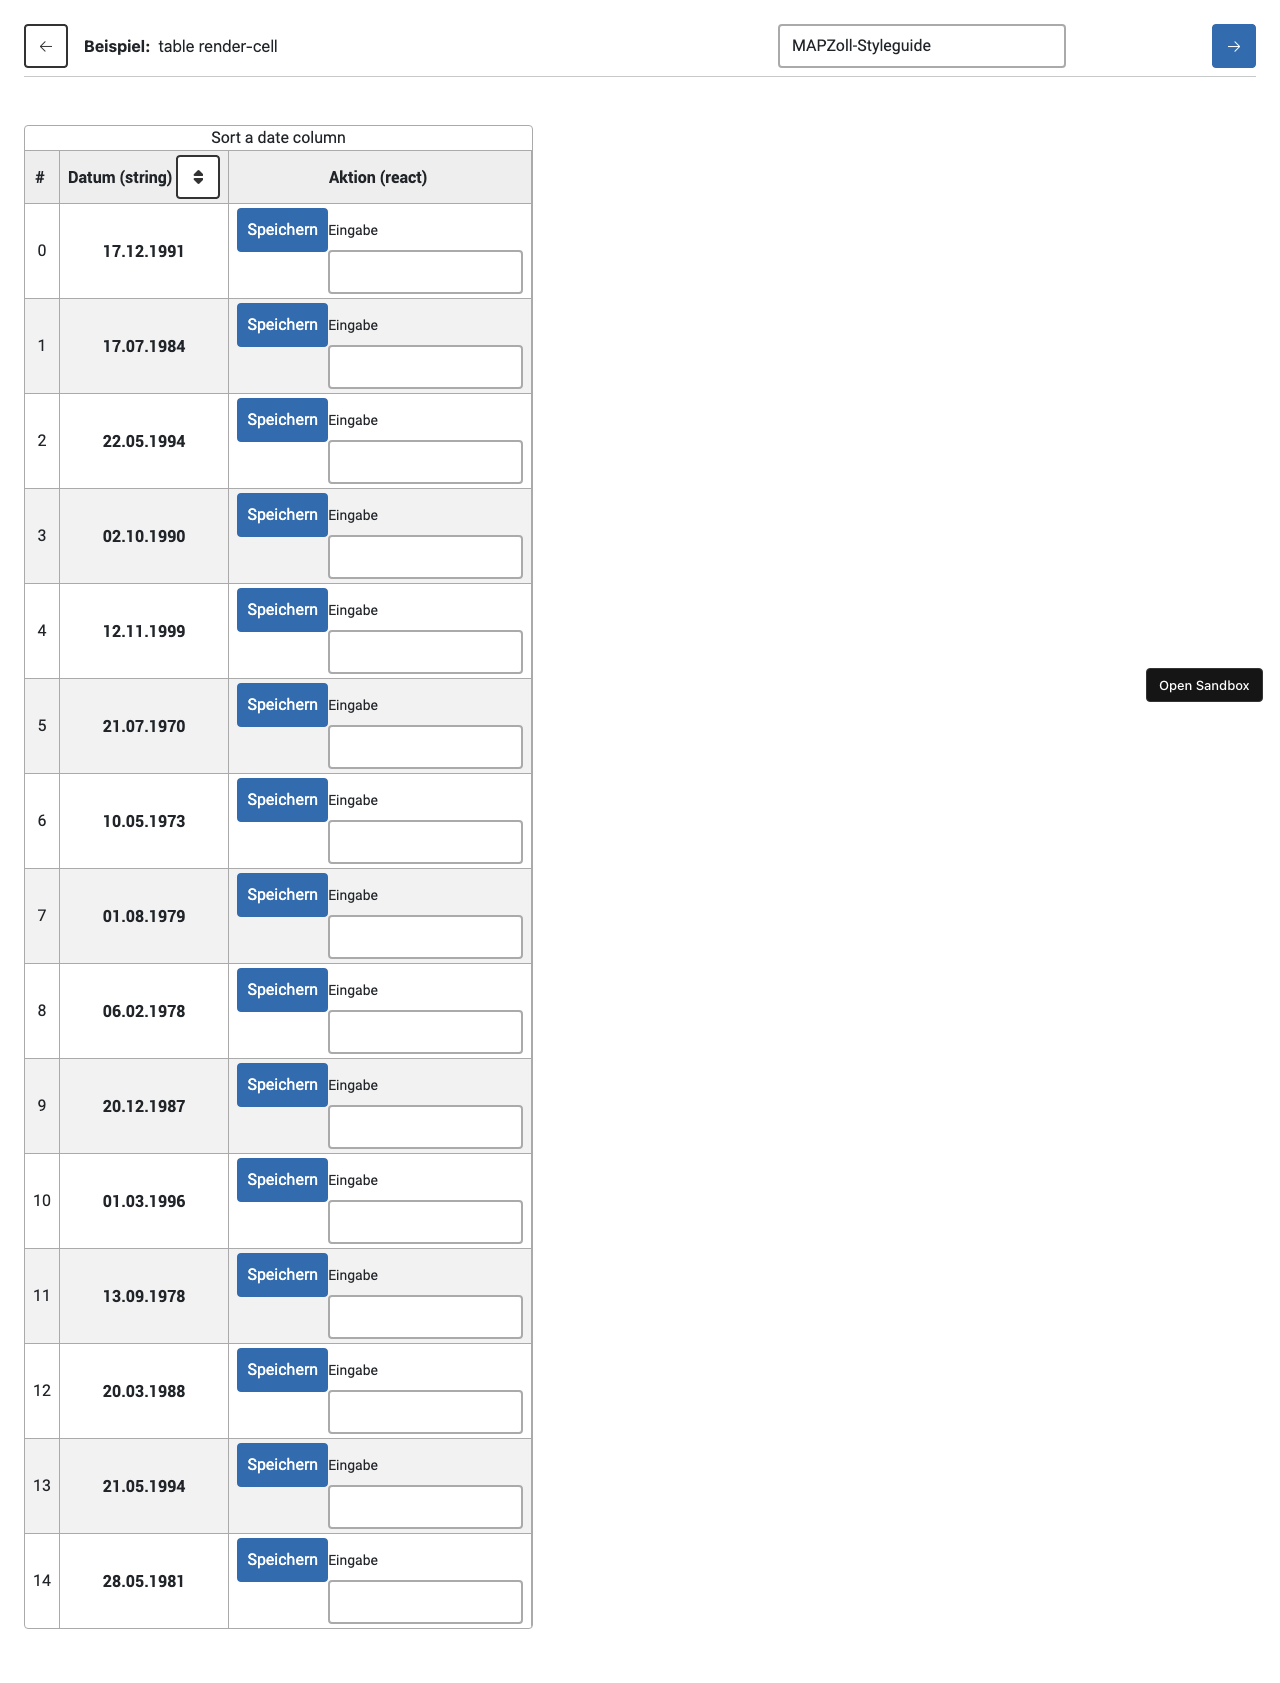 Beispiel: table render-cell
MAPZoll-Styleguide
Sort a date column
# Datum (string) Aktion (react)
0 17.12.1991 Speichern Eingabe
1 17.07.1984 Speichern Eingabe
2 22.05.1994 Speichern Eingabe
3 02.10.1990 Speichern Eingabe
4 12.11.1999 Speichern Eingabe
Open Sandbox
5 21.07.1970 Speichern Eingabe
6 10.05.1973 Speichern Eingabe
7 01.08.1979 Speichern Eingabe
8 06.02.1978 Speichern Eingabe
9 20.12.1987 Speichern Eingabe
10 01.03.1996 Speichern Eingabe
11 13.09.1978 Speichern Eingabe
12 20.03.1988 Speichern Eingabe
13 21.05.1994 Speichern Eingabe
14 28.05.1981 Speichern Eingabe